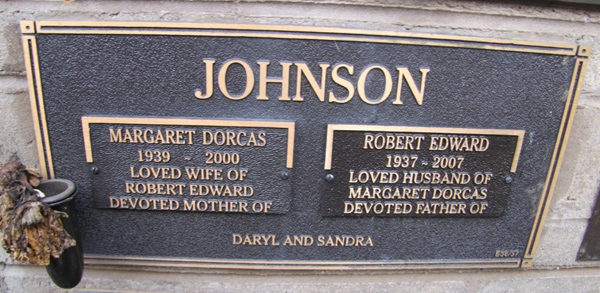 JOHNSON
MARGARET DORCAS
1939 - 2000
LOVED WIFE OF
ROBERT EDWARD
DEVOTED MOTHER OF
ROBERT EDWARD
1937 - 2007
LOVED HUSBAND OF
MARGARET DORCAS
DEVOTED FATHER OF
DARYL AND SANDRA